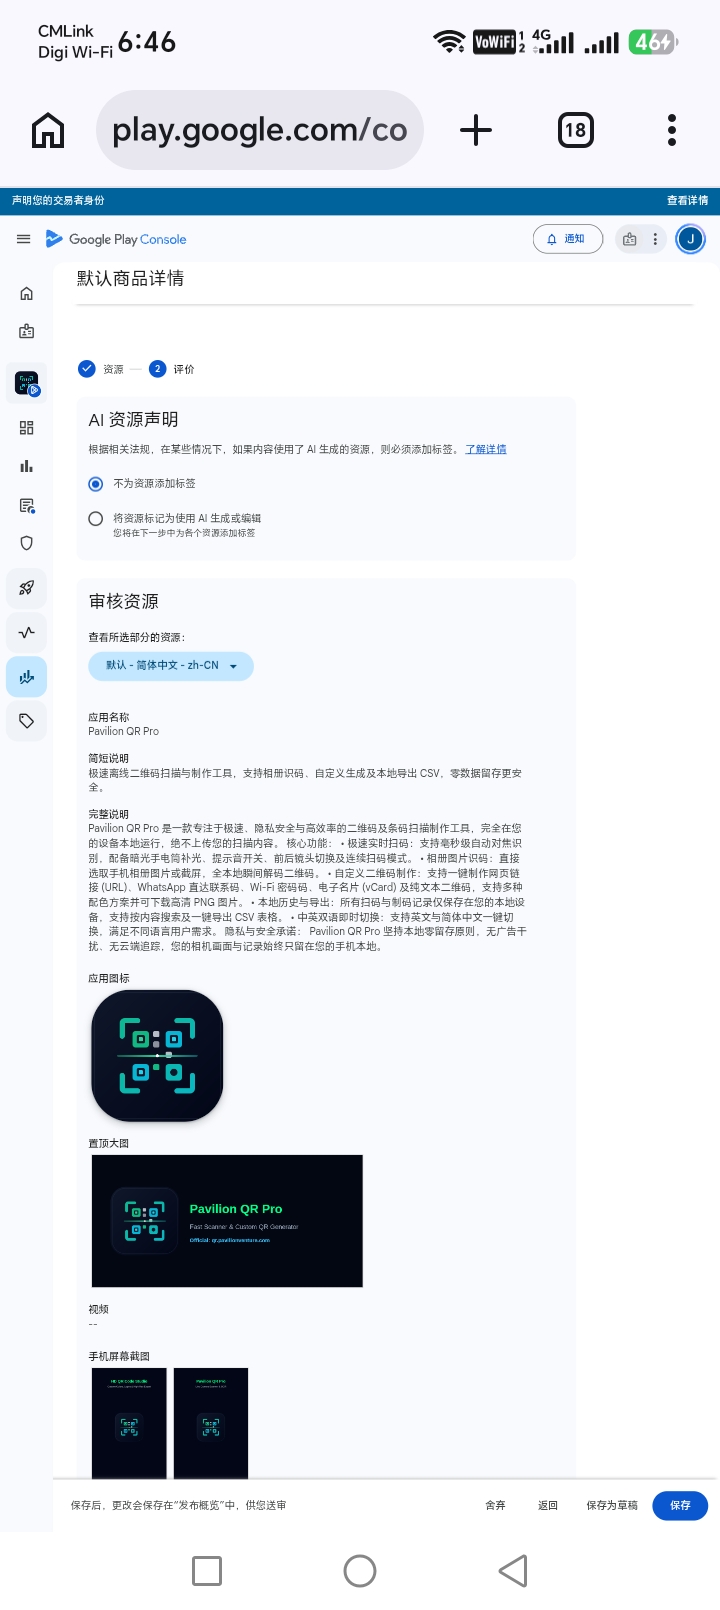 CMLink
Digi Wi-Fi
6:46
VoWiFi 1 2
4G
46
play.google.com/co
18
声明您的交易者身份
查看详情
Google Play Console
通知
J
默认商品详情
资源
2
评价
AI 资源声明
根据相关法规，在某些情况下，如果内容使用了 AI 生成的资源，则必须添加标签。 了解详情
不为资源添加标签
将资源标记为使用 AI 生成或编辑
您将在下一步中为各个资源添加标签
审核资源
查看所选部分的资源：
默认 - 简体中文 - zh-CN
应用名称
Pavilion QR Pro
简短说明
极速离线二维码扫描与制作工具，支持相册识码、自定义生成及本地导出 CSV，零数据留存更安
全。
完整说明
Pavilion QR Pro 是一款专注于极速、隐私安全与高效率的二维码及条码扫描制作工具，完全在您
的设备本地运行，绝不上传您的扫描内容。 核心功能： • 极速实时扫码：支持毫秒级自动对焦识
别，配备暗光手电筒补光、提示音开关、前后镜头切换及连续扫码模式。 • 相册图片识码：直接
选取手机相册图片或截屏，全本地瞬间解码二维码。 • 自定义二维码制作：支持一键制作网页链
接 (URL)、WhatsApp 直达联系码、Wi-Fi 密码码、电子名片 (vCard) 及纯文本二维码，支持多种
配色方案并可下载高清 PNG 图片。 • 本地历史与导出：所有扫码与制码记录仅保存在您的本地设
备，支持按内容搜索及一键导出 CSV 表格。 • 中英双语即时切换：支持英文与简体中文一键切
换，满足不同语言用户需求。 隐私与安全承诺： Pavilion QR Pro 坚持本地零留存原则，无广告干
扰、无云端追踪，您的相机画面与记录始终只留在您的手机本地。
应用图标
置顶大图
Pavilion QR Pro
Fast Scanner & Custom QR Generator
Official: qr.pavilionventure.com
视频
--
手机屏幕截图
HD QR Code Studio
Pavilion QR Pro
保存后，更改会保存在“发布概览”中，供您送审
舍弃
返回
保存为草稿
保存